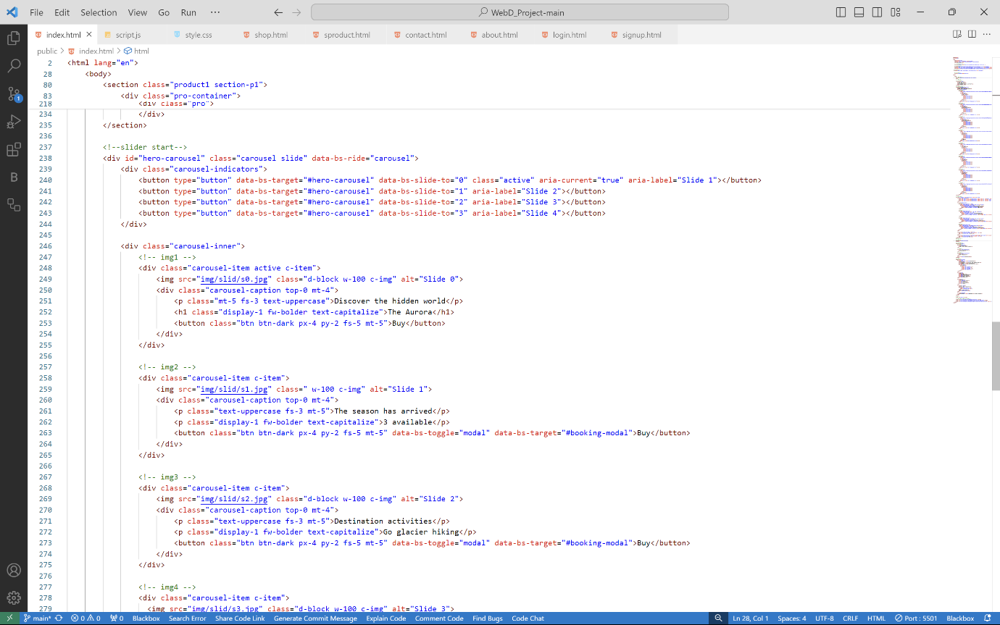 File Edit Selection View Go Run ··· WebD_Project-main
index.html script.js style.css shop.html sproduct.html contact.html about.html login.html signup.html
public > index.html > html
2 <html lang="en">
28 <body>
80 <section class="product1 section-p1">
83 <div class="pro-container">
218 <div class="pro">
234 </div>
235 </section>
236
237 <!--slider start-->
238 <div id="hero-carousel" class="carousel slide" data-bs-ride="carousel">
239 <div class="carousel-indicators">
240 <button type="button" data-bs-target="#hero-carousel" data-bs-slide-to="0" class="active" aria-current="true" aria-label="Slide 1"></button>
241 <button type="button" data-bs-target="#hero-carousel" data-bs-slide-to="1" aria-label="Slide 2"></button>
242 <button type="button" data-bs-target="#hero-carousel" data-bs-slide-to="2" aria-label="Slide 3"></button>
243 <button type="button" data-bs-target="#hero-carousel" data-bs-slide-to="3" aria-label="Slide 4"></button>
244 </div>
245
246 <div class="carousel-inner">
247 <!-- img1 -->
248 <div class="carousel-item active c-item">
249 <img src="img/slid/s0.jpg" class="d-block w-100 c-img" alt="Slide 0">
250 <div class="carousel-caption top-0 mt-4">
251 <p class="mt-5 fs-3 text-uppercase">Discover the hidden world</p>
252 <h1 class="display-1 fw-bolder text-capitalize">The Aurora</h1>
253 <button class="btn btn-dark px-4 py-2 fs-5 mt-5">Buy</button>
254 </div>
255 </div>
256
257 <!-- img2 -->
258 <div class="carousel-item c-item">
259 <img src="img/slid/s1.jpg" class=" w-100 c-img" alt="Slide 1">
260 <div class="carousel-caption top-0 mt-4">
261 <p class="text-uppercase fs-3 mt-5">The season has arrived</p>
262 <p class="display-1 fw-bolder text-capitalize">3 available</p>
263 <button class="btn btn-dark px-4 py-2 fs-5 mt-5" data-bs-toggle="modal" data-bs-target="#booking-modal">Buy</button>
264 </div>
265 </div>
266
267 <!-- img3 -->
268 <div class="carousel-item c-item">
269 <img src="img/slid/s2.jpg" class="d-block w-100 c-img" alt="Slide 2">
270 <div class="carousel-caption top-0 mt-4">
271 <p class="text-uppercase fs-3 mt-5">Destination activities</p>
272 <p class="display-1 fw-bolder text-capitalize">Go glacier hiking</p>
273 <button class="btn btn-dark px-4 py-2 fs-5 mt-5" data-bs-toggle="modal" data-bs-target="#booking-modal">Buy</button>
274 </div>
275 </div>
276
277 <!-- img4 -->
278 <div class="carousel-item c-item">
279 <img src="img/slid/s3.jpg" class="d-block w-100 c-img" alt="Slide 3">
1
B
main* 0 0 0 Blackbox Search Error Share Code Link Generate Commit Message Explain Code Comment Code Find Bugs Code Chat Ln 28, Col 1 Spaces: 4 UTF-8 CRLF HTML Port : 5501 Blackbox